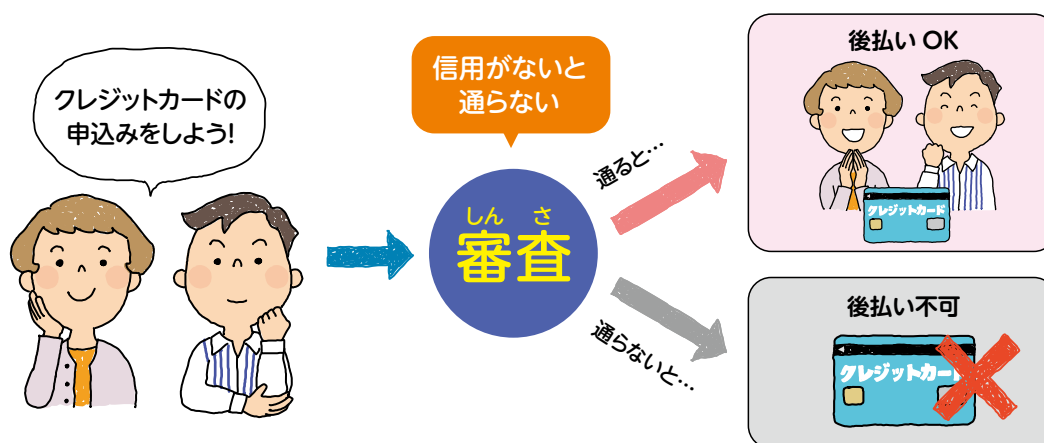 クレジットカードの
申込みをしよう!
信用がないと
通らない
しんさ
審査
通ると…
後払い OK
クレジットカード
通らないと…
後払い不可
クレジットカード